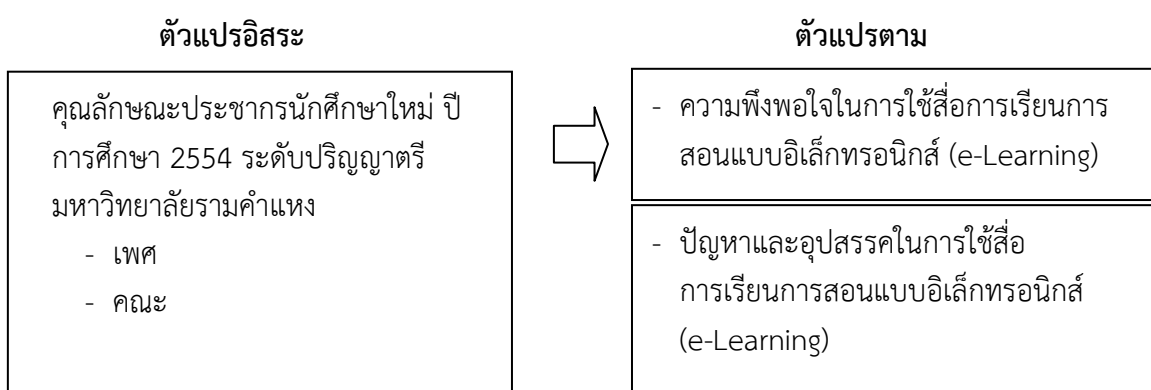 ตัวแปรอิสระ
คุณลักษณะประชากรนักศึกษาใหม่ ปี
การศึกษา 2554 ระดับปริญญาตรี
มหาวิทยาลัยรามคำแหง
- เพศ
- คณะ
ตัวแปรตาม
- ความพึงพอใจในการใช้สื่อการเรียนการ
สอนแบบอิเล็กทรอนิกส์ (e-Learning)
- ปัญหาและอุปสรรคในการใช้สื่อ
การเรียนการสอนแบบอิเล็กทรอนิกส์
(e-Learning)